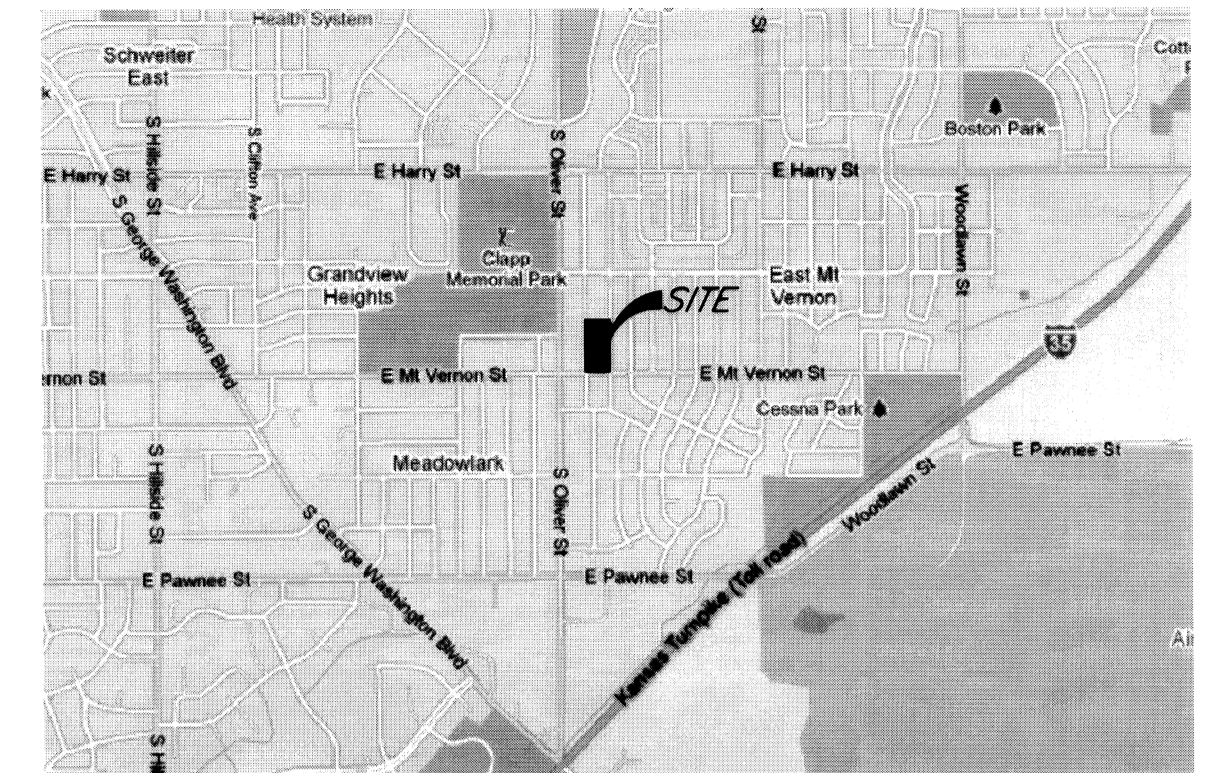 Health System
St
Schweiter
East
Boston Park
S Hillside St
S Clifton Ave
S Oliver St
E Harry St
E Harry St
E Harry St
Woodlawn St
S George Washington Blvd
Clapp
Memorial Park
Grandview
Heights
East Mt
Vernon
SITE
35
E Mt Vernon St
E Mt Vernon St
Cessna Park
Meadowlark
S Hillside St
S Oliver St
E Pawnee St
Woodlawn St
S George Washington Blvd
E Pawnee St
E Pawnee St
Kansas Turnpike (Toll road)